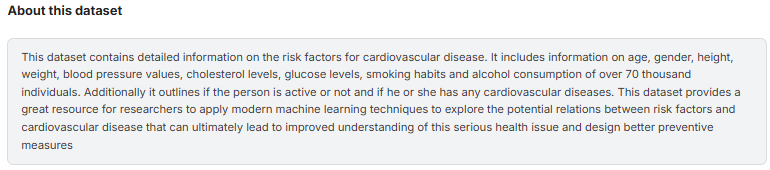 About this dataset
This dataset contains detailed information on the risk factors for cardiovascular disease. It includes information on age, gender, height,
weight, blood pressure values, cholesterol levels, glucose levels, smoking habits and alcohol consumption of over 70 thousand
individuals. Additionally it outlines if the person is active or not and if he or she has any cardiovascular diseases. This dataset provides a
great resource for researchers to apply modern machine learning techniques to explore the potential relations between risk factors and
cardiovascular disease that can ultimately lead to improved understanding of this serious health issue and design better preventive
measures